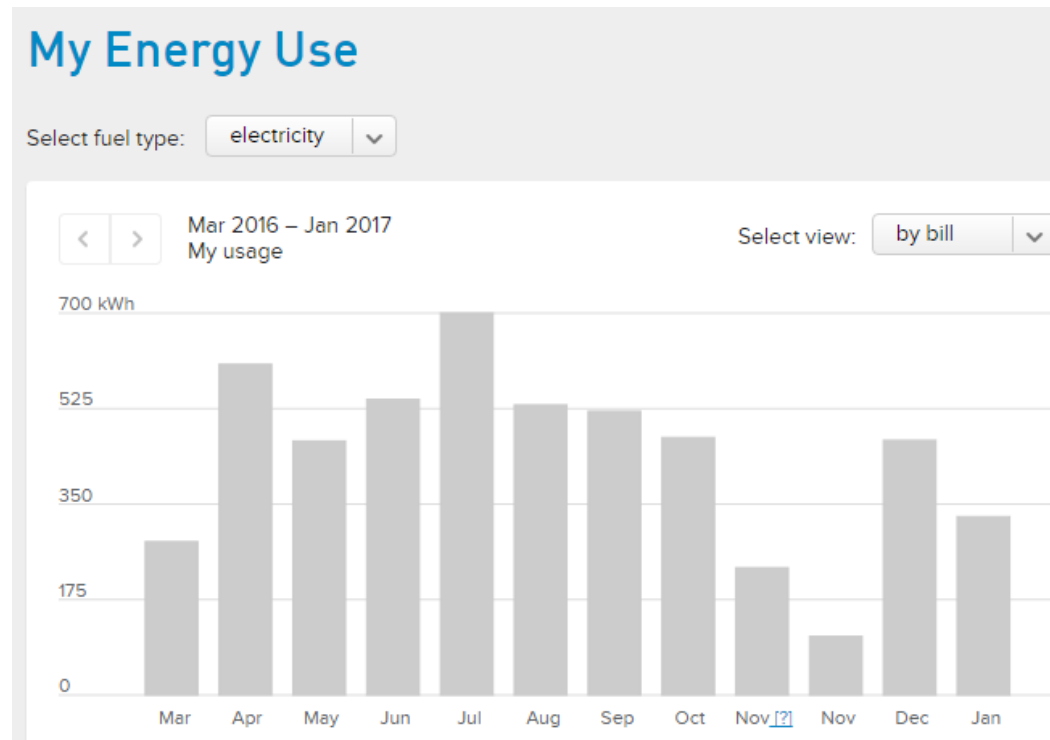 My Energy Use
Select fuel type: electricity
Mar 2016 – Jan 2017
My usage
Select view: by bill
700 kWh
525
350
175
0
Mar Apr May Jun Jul Aug Sep Oct Nov [?] Nov Dec Jan